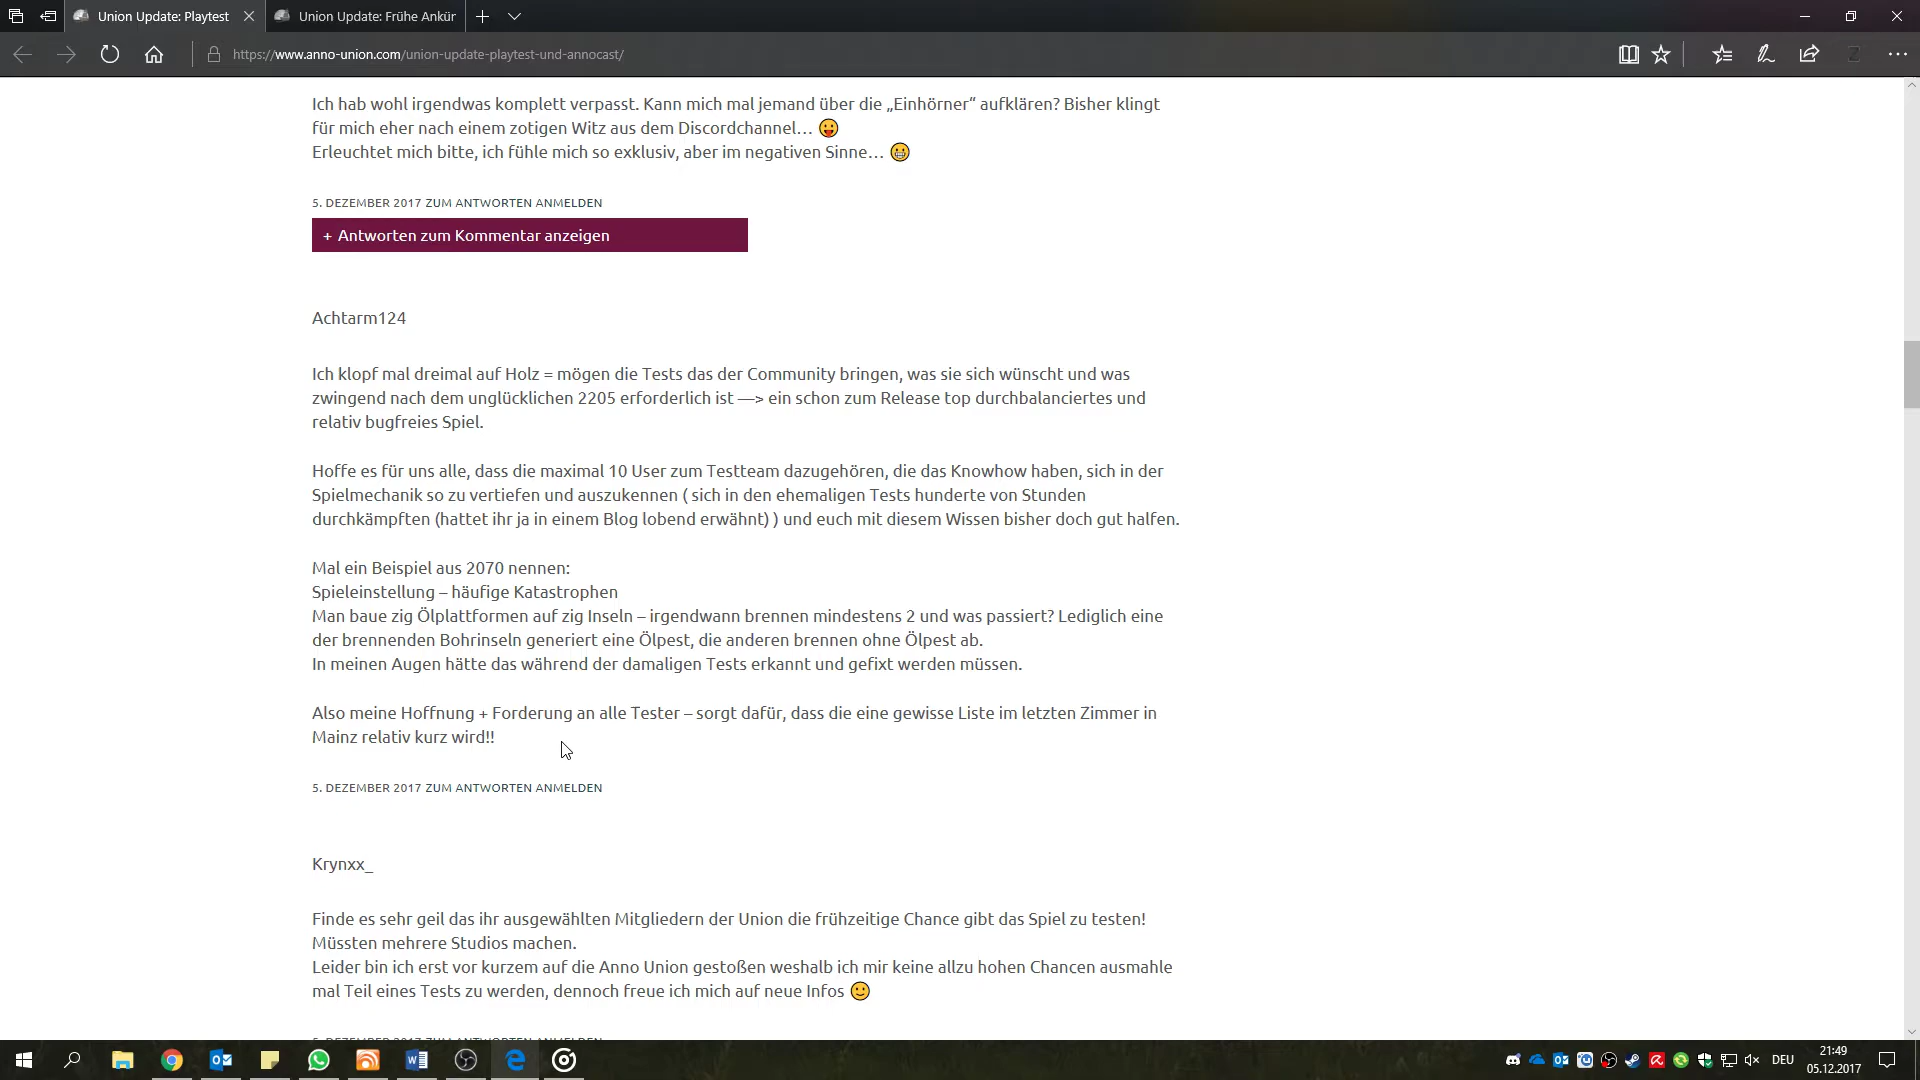 Union Update: Playtest
Union Update: Frühe Ankür
https://www.anno-union.com/union-update-playtest-und-annocast/
Ich hab wohl irgendwas komplett verpasst. Kann mich mal jemand über die „Einhörner“ aufklären? Bisher klingt
für mich eher nach einem zotigen Witz aus dem Discordchannel… 😛
Erleuchtet mich bitte, ich fühle mich so exklusiv, aber im negativen Sinne… 😀
5. DEZEMBER 2017 ZUM ANTWORTEN ANMELDEN
+ Antworten zum Kommentar anzeigen
Achtarm124
Ich klopf mal dreimal auf Holz = mögen die Tests das der Community bringen, was sie sich wünscht und was
zwingend nach dem unglücklichen 2205 erforderlich ist —> ein schon zum Release top durchbalanciertes und
relativ bugfreies Spiel.
Hoffe es für uns alle, dass die maximal 10 User zum Testteam dazugehören, die das Knowhow haben, sich in der
Spielmechanik so zu vertiefen und auszukennen ( sich in den ehemaligen Tests hunderte von Stunden
durchkämpften (hattet ihr ja in einem Blog lobend erwähnt) ) und euch mit diesem Wissen bisher doch gut halfen.
Mal ein Beispiel aus 2070 nennen:
Spieleinstellung – häufige Katastrophen
Man baue zig Ölplattformen auf zig Inseln – irgendwann brennen mindestens 2 und was passiert? Lediglich eine
der brennenden Bohrinseln generiert eine Ölpest, die anderen brennen ohne Ölpest ab.
In meinen Augen hätte das während der damaligen Tests erkannt und gefixt werden müssen.
Also meine Hoffnung + Forderung an alle Tester – sorgt dafür, dass die eine gewisse Liste im letzten Zimmer in
Mainz relativ kurz wird!!
5. DEZEMBER 2017 ZUM ANTWORTEN ANMELDEN
Krynxx_
Finde es sehr geil das ihr ausgewählten Mitgliedern der Union die frühzeitige Chance gibt das Spiel zu testen!
Müssten mehrere Studios machen.
Leider bin ich erst vor kurzem auf die Anno Union gestoßen weshalb ich mir keine allzu hohen Chancen ausmahle
mal Teil eines Tests zu werden, dennoch freue ich mich auf neue Infos 🙂
5. DEZEMBER 2017 ZUM ANTWORTEN ANMELDEN
DEU
21:49
05.12.2017